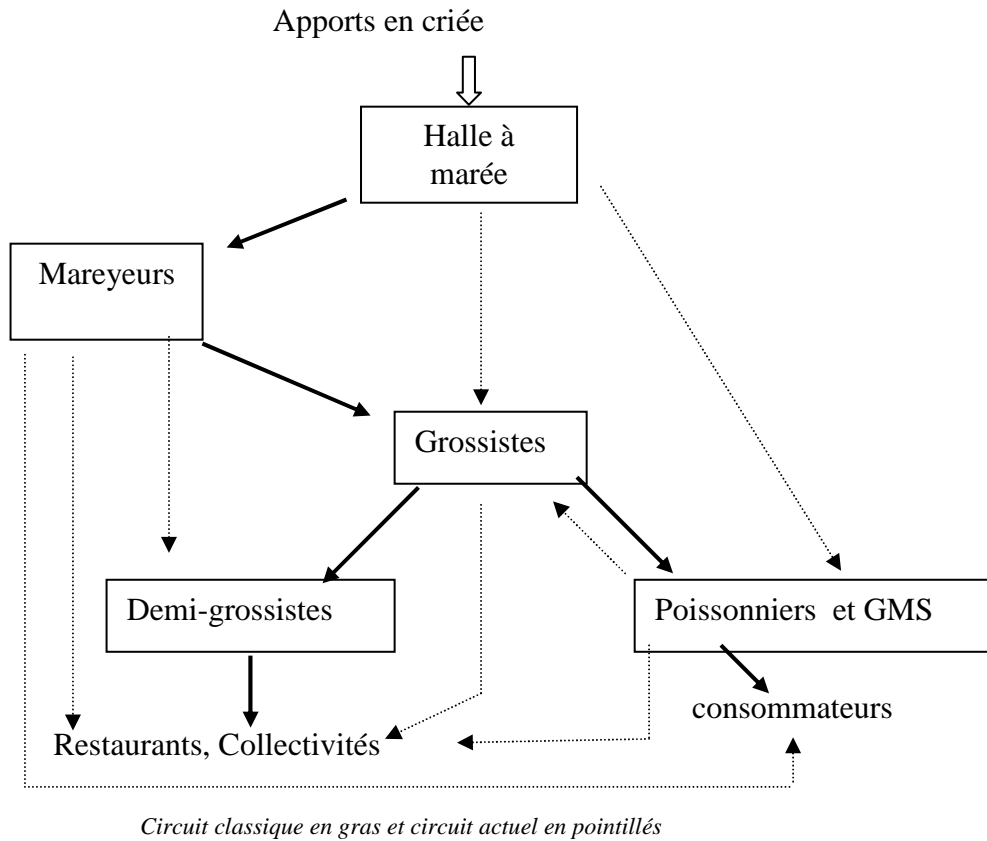 Apports en criée
Halle à
marée
Mareyeurs
Grossistes
Demi-grossistes
Poissonniers et GMS
consommateurs
Restaurants, Collectivités
Circuit classique en gras et circuit actuel en pointillés